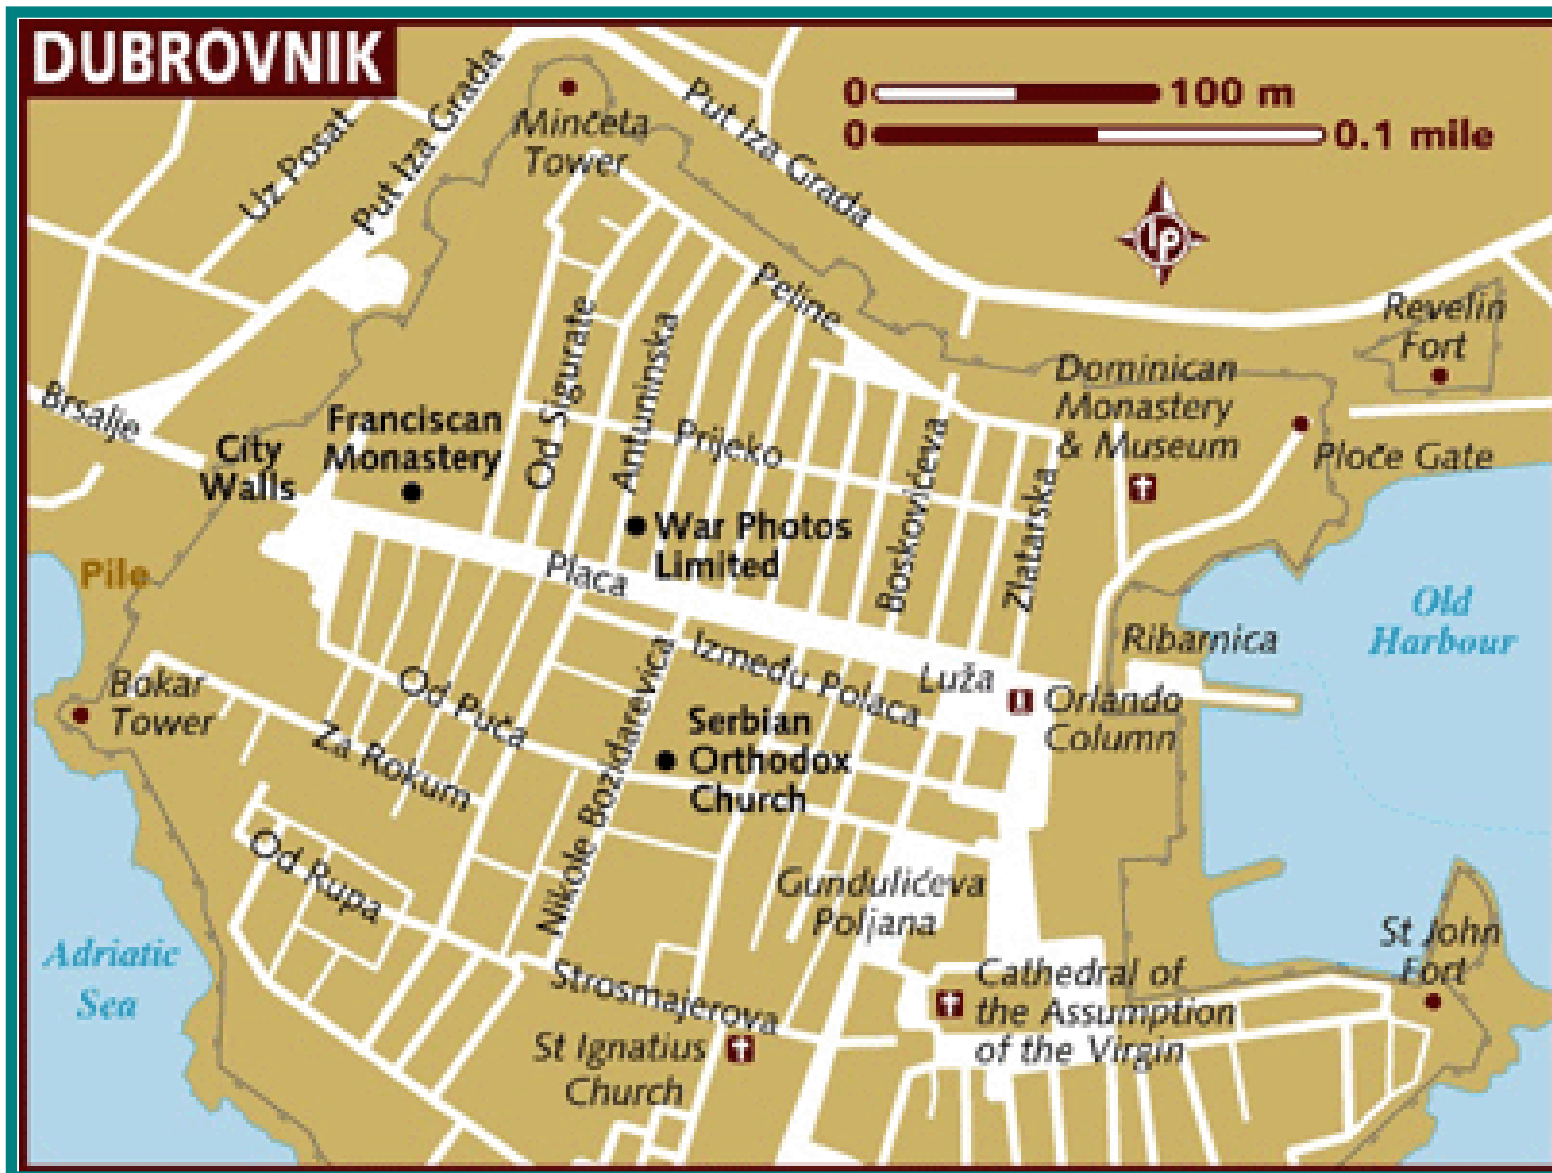 DUBROVNIK
0
100 m
0
0.1 mile
lp
Uz Posat
Put Iza Grada
Put Iza Grada
Minčeta
Tower
Peline
Revelin
Fort
Dominican
Monastery
& Museum
Ploče Gate
Brsalje
City
Walls
Franciscan
Monastery
Od Sigurate
Antuninska
Prijeko
Boskovićeva
Zlatarska
War Photos
Limited
Placa
Pile
Old
Harbour
Ribarnica
Izmedu Polaca
Luža
Orlando
Column
Bokar
Tower
Od Puča
Za Rokum
Nikole Bozidarevica
Serbian
Orthodox
Church
Od Rupa
Gundulićeva
Poljana
Adriatic
Sea
St John
Fort
Strosmajerova
Cathedral of
the Assumption
of the Virgin
St Ignatius
Church